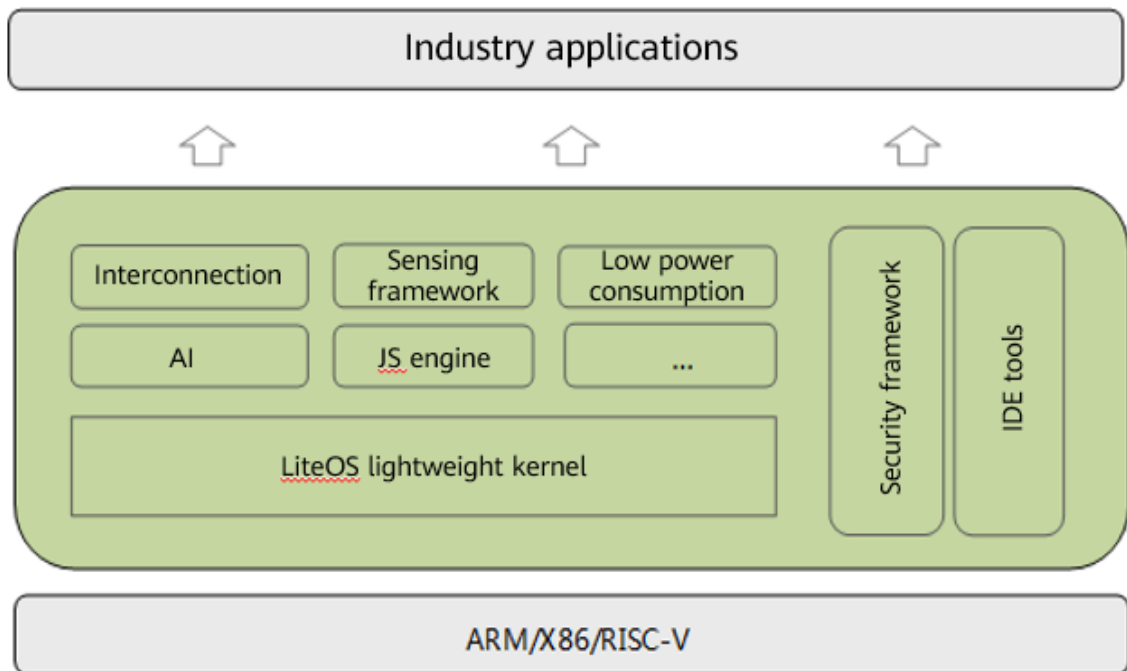 Industry applications
Interconnection
Sensing
framework
Low power
consumption
AI
JS engine
...
LiteOS lightweight kernel
Security framework
IDE tools
ARM/X86/RISC-V